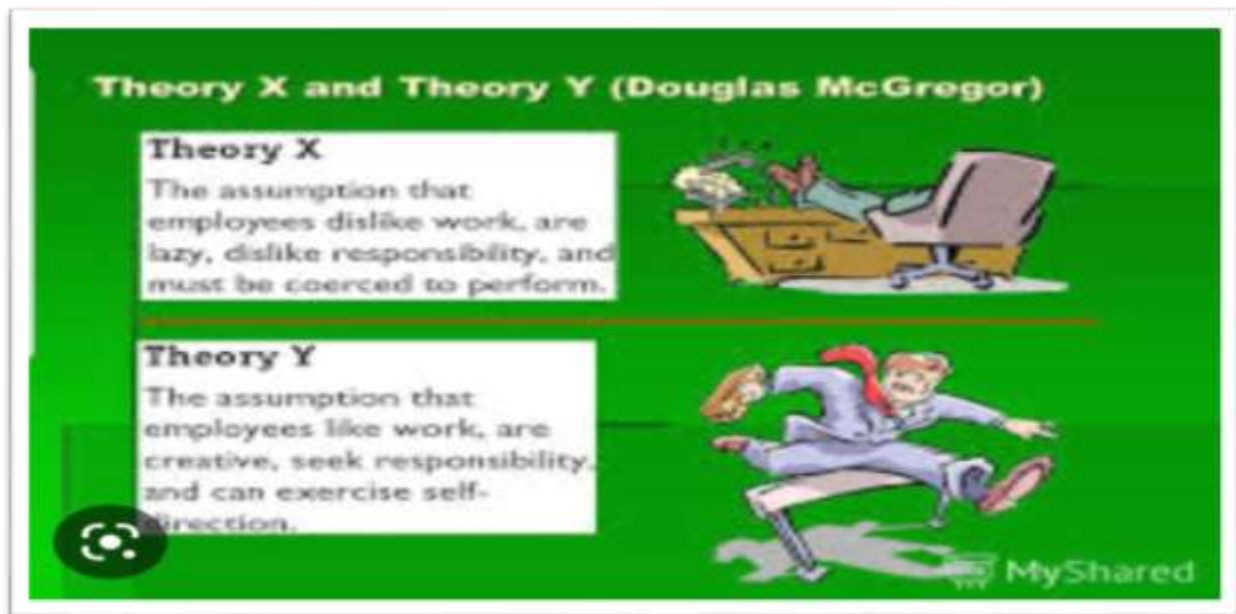 Theory X and Theory Y (Douglas McGregor)
Theory X
The assumption that
employees dislike work, are
lazy, dislike responsibility, and
must be coerced to perform.
Theory Y
The assumption that
employees like work, are
creative, seek responsibility,
and can exercise self-
direction.
MyShared